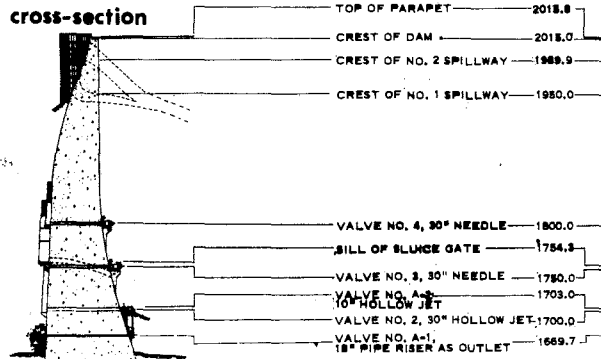 cross-section
TOP OF PARAPET 2015.8
CREST OF DAM 2015.0
CREST OF NO. 2 SPILLWAY 1989.9
CREST OF NO. 1 SPILLWAY 1950.0
VALVE NO. 4, 30" NEEDLE 1800.0
SILL OF SLUICE GATE 1754.3
VALVE NO. 3, 30" NEEDLE 1750.0
VALVE NO. 1703.0
10" HOLLOW JET
VALVE NO. 2, 30" HOLLOW JET 1700.0
VALVE NO. A-1, 1669.7
18" PIPE RISER AS OUTLET